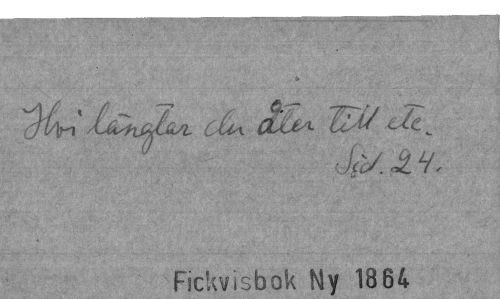 Hvi längtar du åter till etc.
Sid. 24.
Fickvisbok Ny 1864